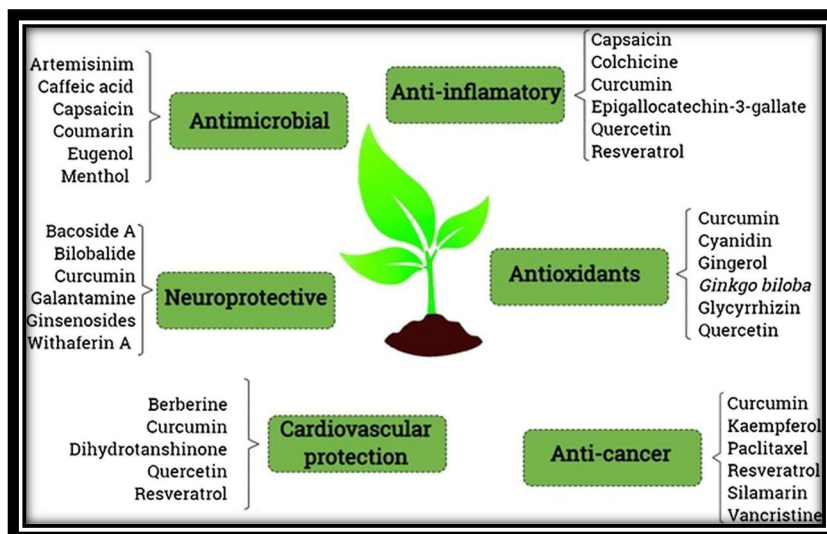 Artemisinim
Caffeic acid
Capsaicin
Coumarin
Eugenol
Menthol
Antimicrobial
Anti-inflamatory
Capsaicin
Colchicine
Curcumin
Epigallocatechin-3-gallate
Quercetin
Resveratrol
Bacoside A
Bilobalide
Curcumin
Galantamine
Ginsenosides
Withaferin A
Neuroprotective
Antioxidants
Curcumin
Cyanidin
Gingerol
Ginkgo biloba
Glycyrrhizin
Quercetin
Berberine
Curcumin
Dihydrotanshinone
Quercetin
Resveratrol
Cardiovascular
protection
Anti-cancer
Curcumin
Kaempferol
Paclitaxel
Resveratrol
Silamarin
Vancristine